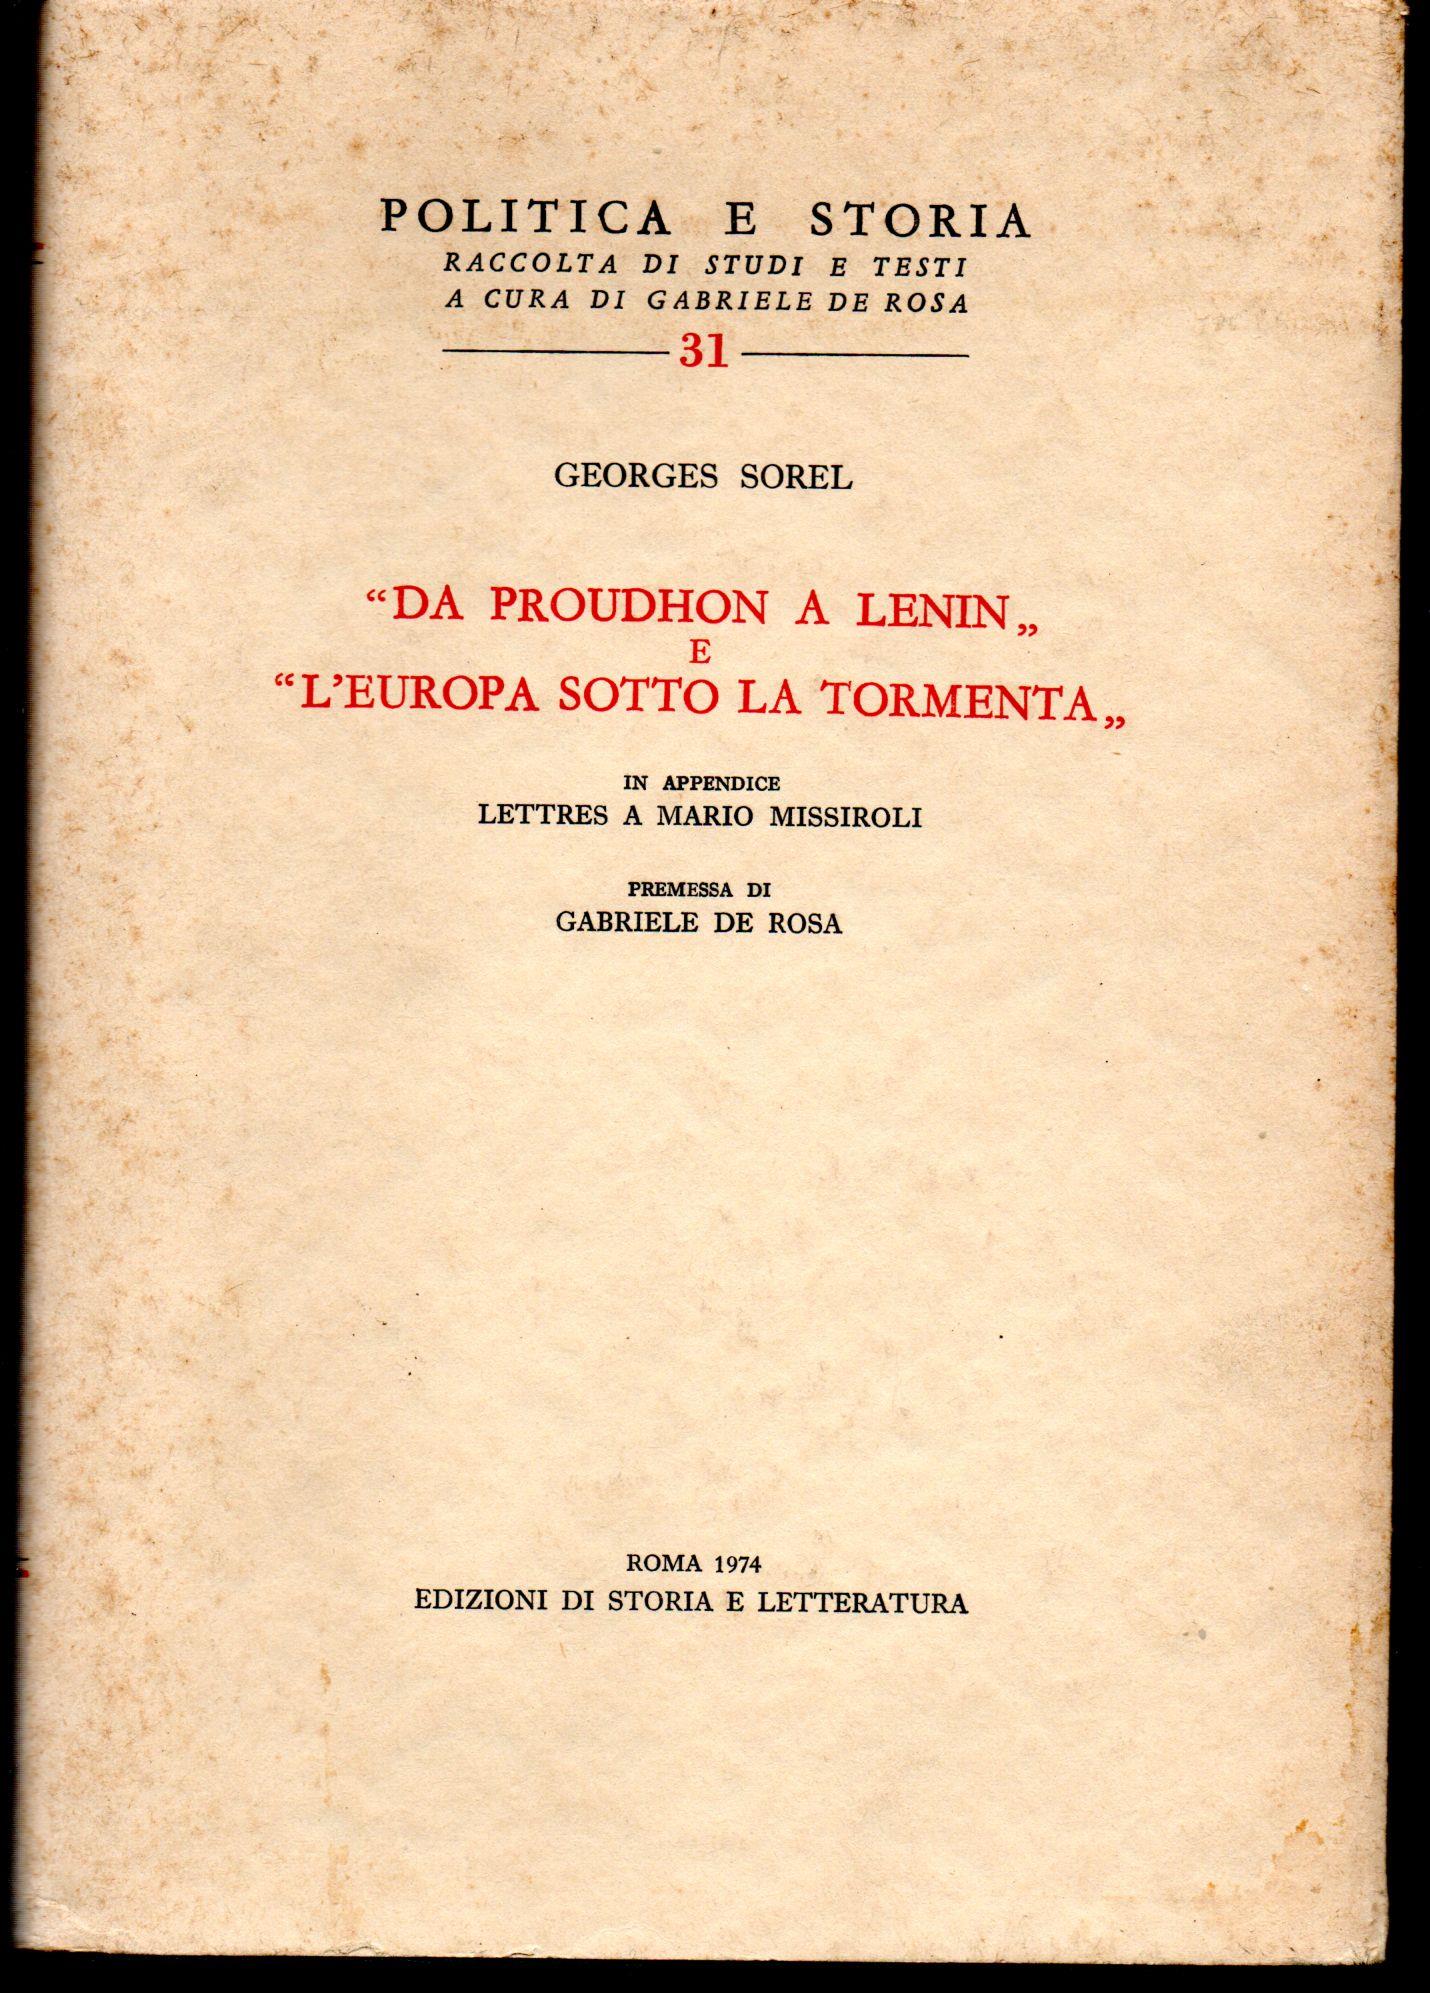 POLITICA E STORIA
RACCOLTA DI STUDI E TESTI
A CURA DI GABRIELE DE ROSA
31
GEORGES SOREL
“DA PROUDHON A LENIN„
E
“L’EUROPA SOTTO LA TORMENTA„
IN APPENDICE
LETTRES A MARIO MISSIROLI
PREMESSA DI
GABRIELE DE ROSA
ROMA 1974
EDIZIONI DI STORIA E LETTERATURA